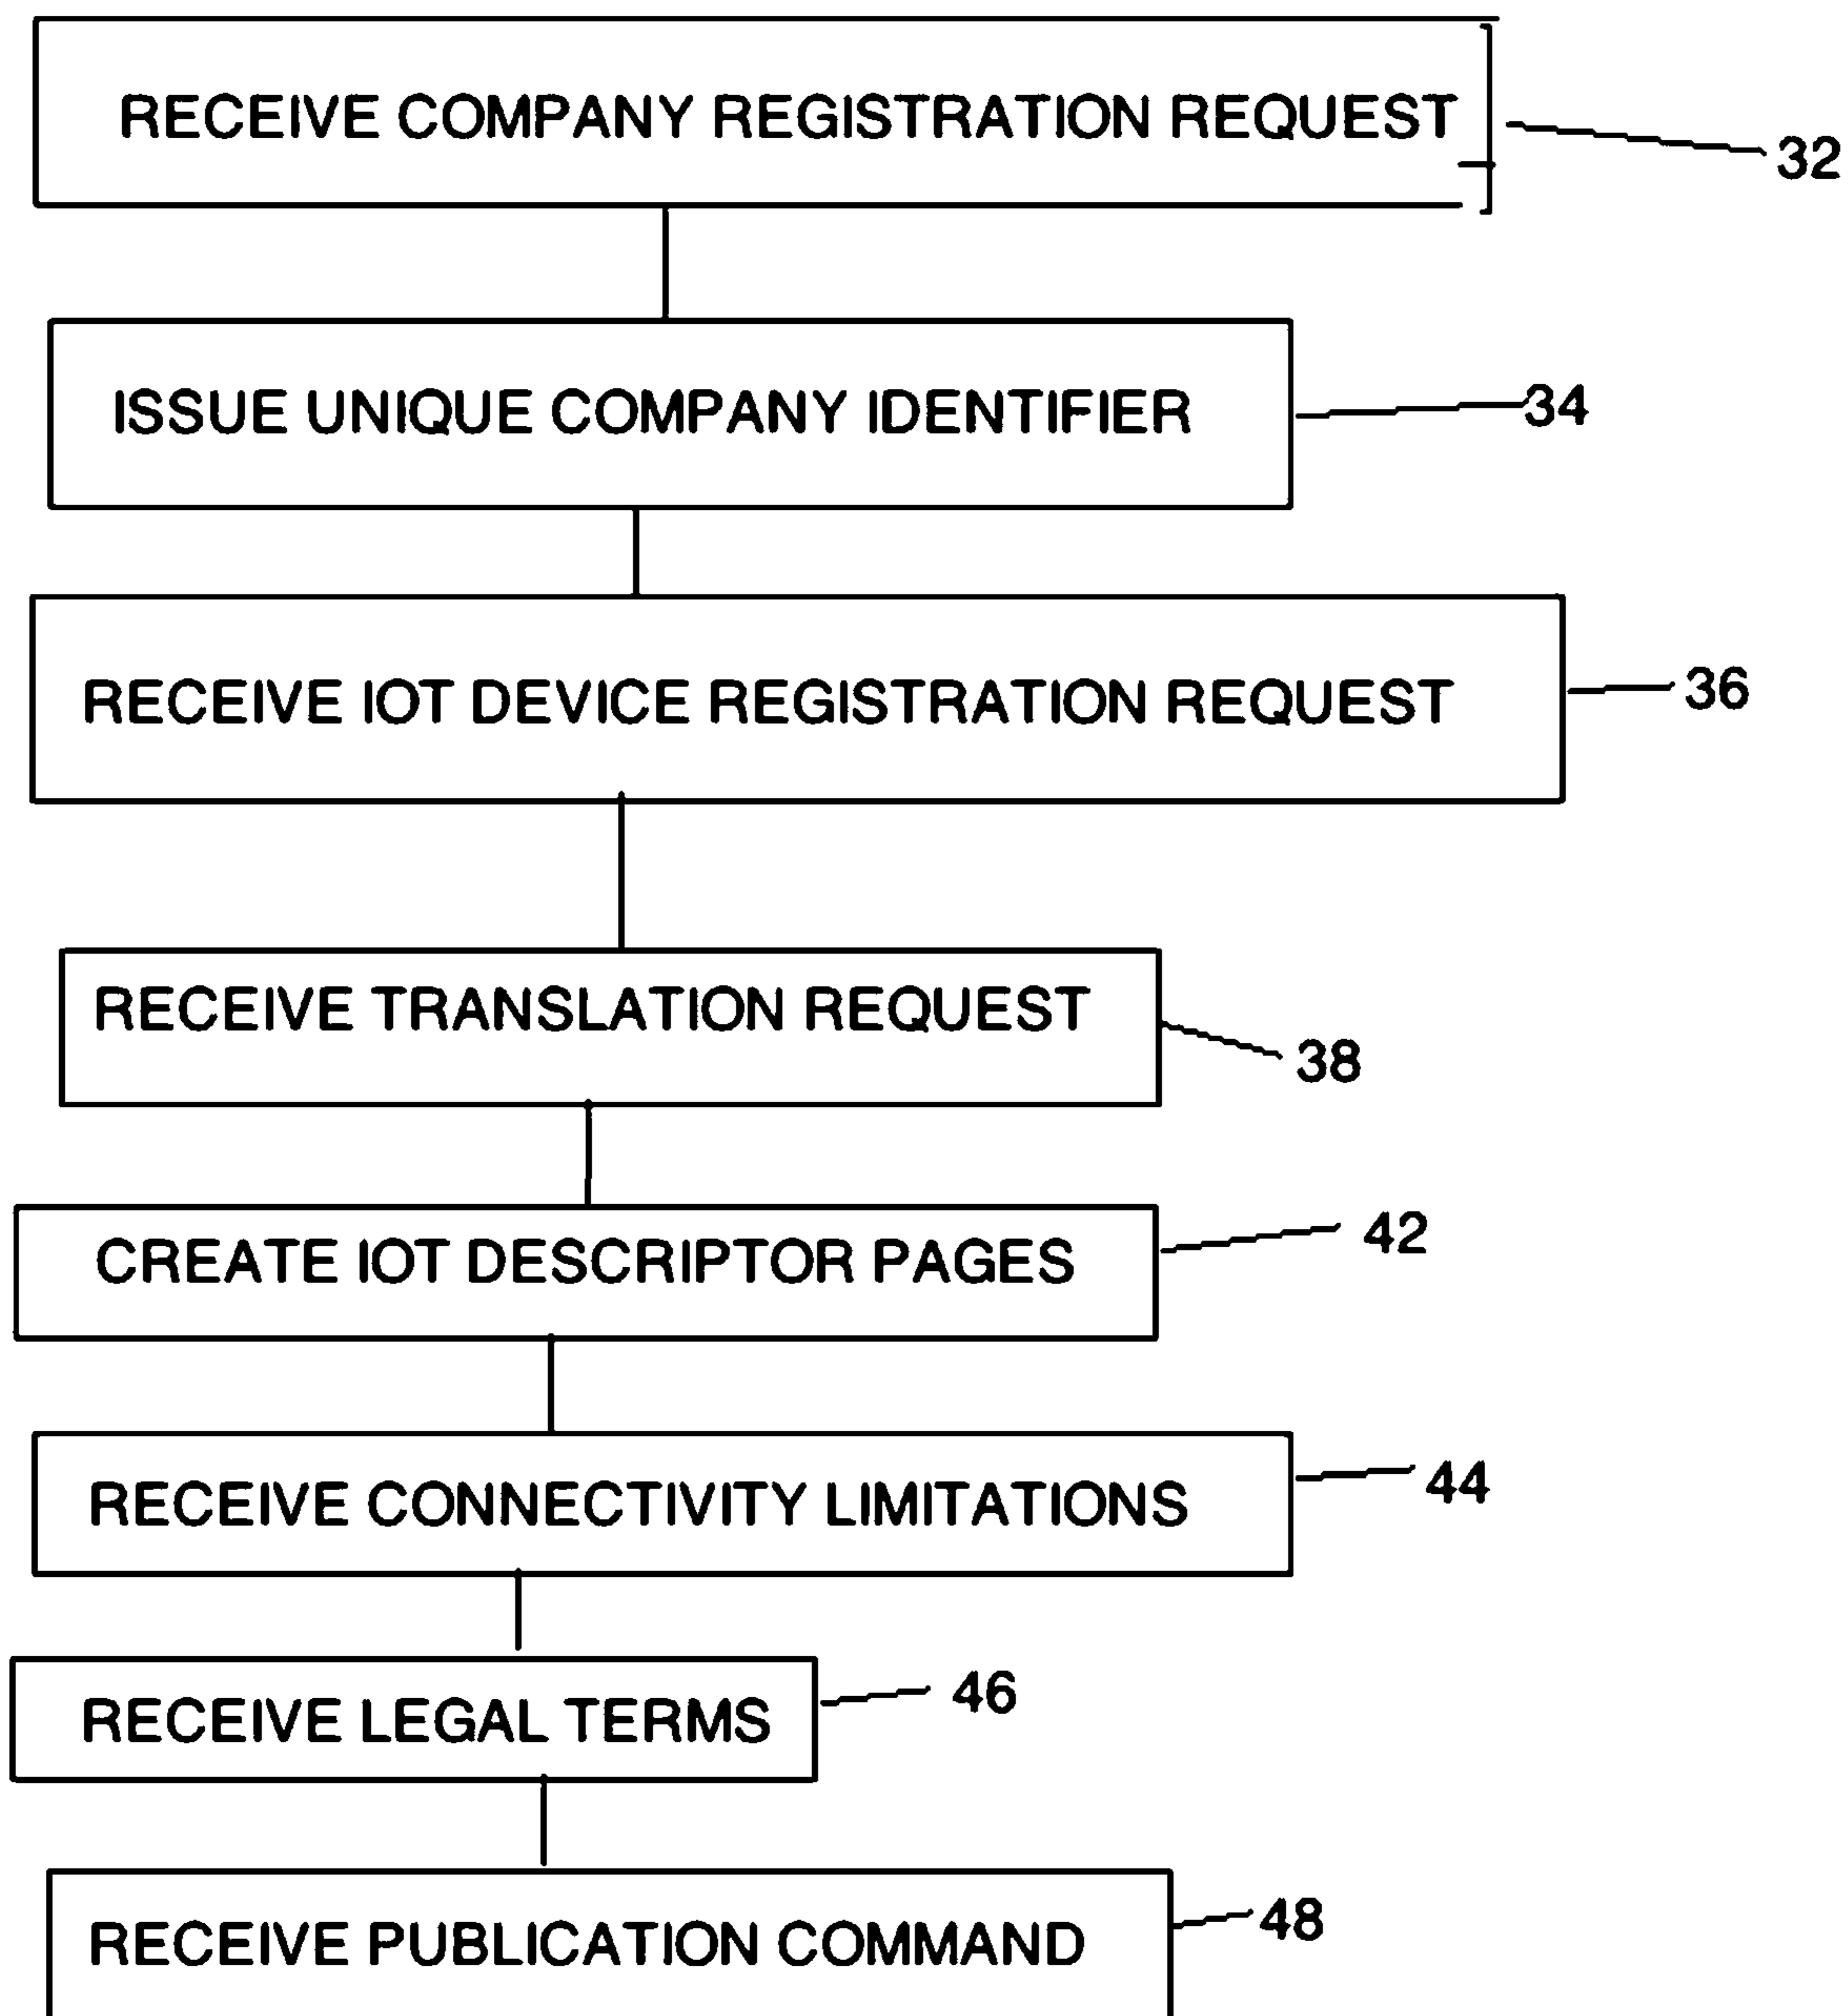 RECEIVE COMPANY REGISTRATION REQUEST
32
ISSUE UNIQUE COMPANY IDENTIFIER
34
RECEIVE IOT DEVICE REGISTRATION REQUEST
36
RECEIVE TRANSLATION REQUEST
38
CREATE IOT DESCRIPTOR PAGES
42
RECEIVE CONNECTIVITY LIMITATIONS
44
RECEIVE LEGAL TERMS
46
RECEIVE PUBLICATION COMMAND
48